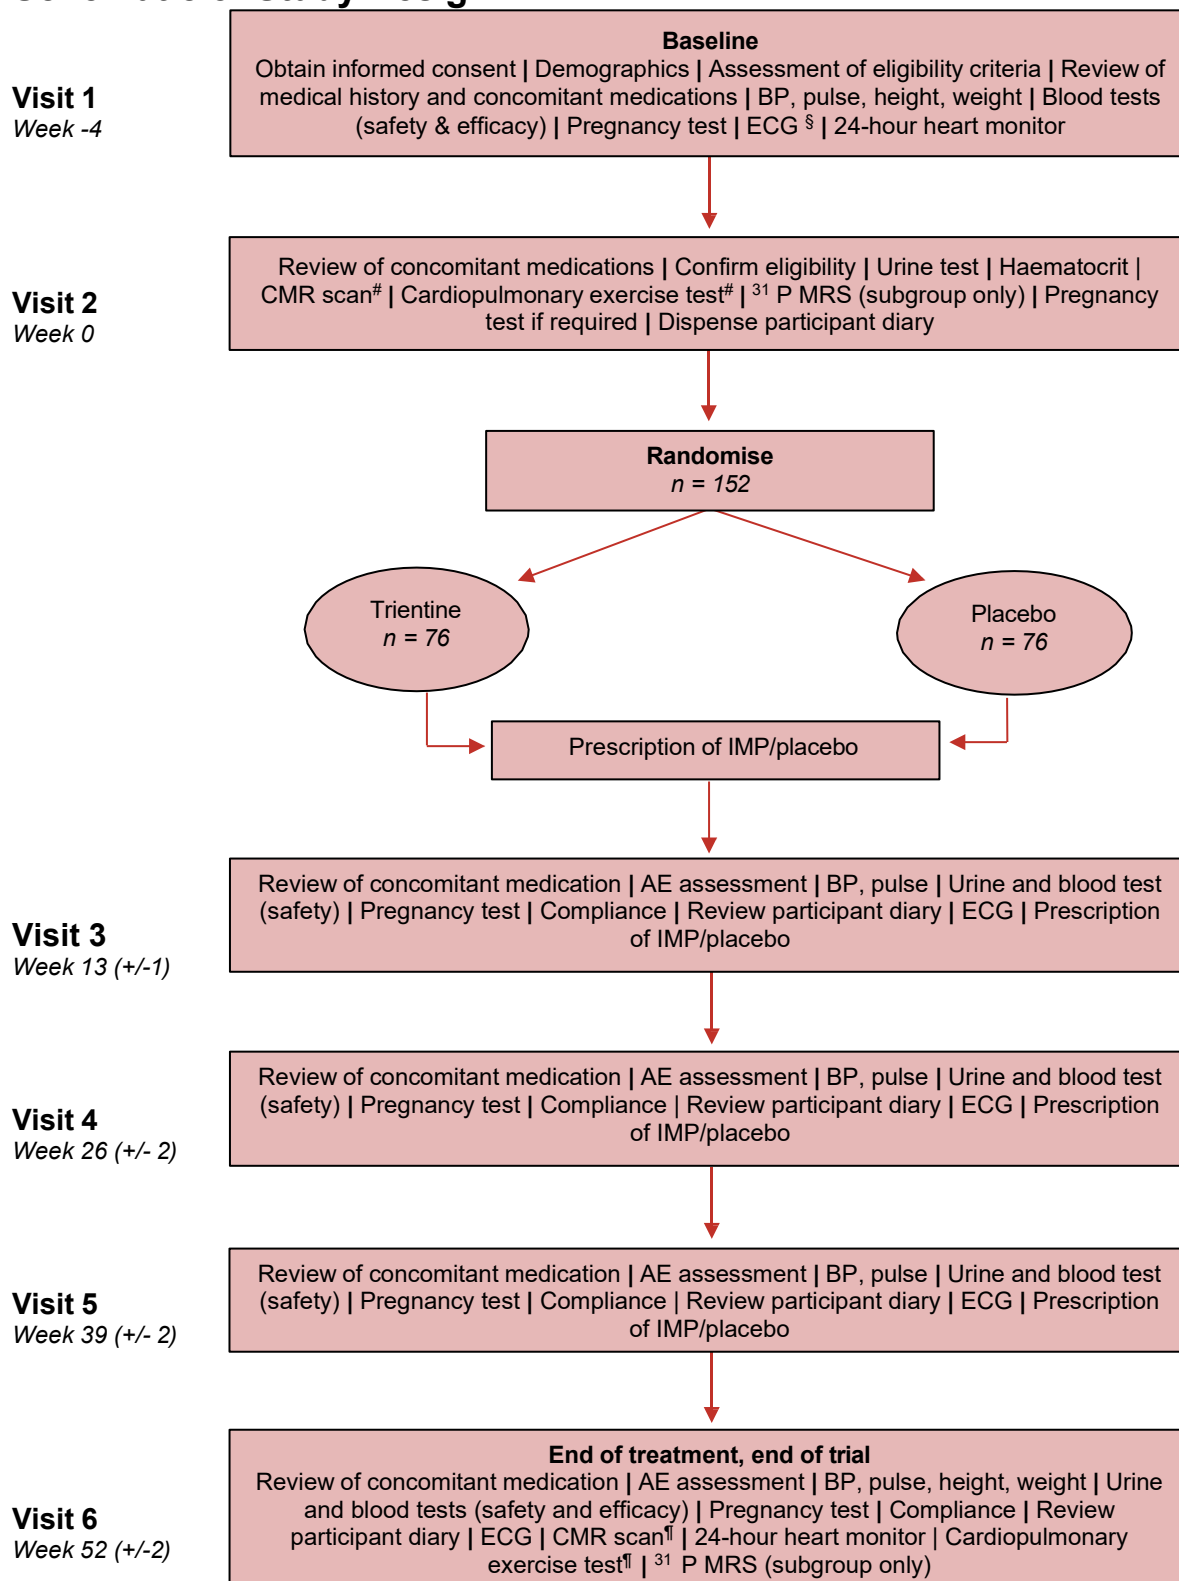 Baseline
Obtain informed consent | Demographics | Assessment of eligibility criteria | Review of
medical history and concomitant medications | BP, pulse, height, weight | Blood tests
(safety & efficacy) | Pregnancy test | ECG § | 24-hour heart monitor
Visit 1
Week -4
Review of concomitant medications | Confirm eligibility | Urine test | Haematocrit |
CMR scan# | Cardiopulmonary exercise test# | 31 P MRS (subgroup only) | Pregnancy
test if required | Dispense participant diary
Visit 2
Week 0
Randomise
n = 152
Trientine
n = 76
Placebo
n = 76
Prescription of IMP/placebo
Review of concomitant medication | AE assessment | BP, pulse | Urine and blood test
(safety) | Pregnancy test | Compliance | Review participant diary | ECG | Prescription
of IMP/placebo
Visit 3
Week 13 (+/-1)
Review of concomitant medication | AE assessment | BP, pulse | Urine and blood test
(safety) | Pregnancy test | Compliance | Review participant diary | ECG | Prescription
of IMP/placebo
Visit 4
Week 26 (+/- 2)
Review of concomitant medication | AE assessment | BP, pulse | Urine and blood test
(safety) | Pregnancy test | Compliance | Review participant diary | ECG | Prescription
of IMP/placebo
Visit 5
Week 39 (+/- 2)
End of treatment, end of trial
Review of concomitant medication | AE assessment | BP, pulse, height, weight | Urine
and blood tests (safety and efficacy) | Pregnancy test | Compliance | Review
participant diary | ECG | CMR scan¶ | 24-hour heart monitor | Cardiopulmonary
exercise test¶ | 31 P MRS (subgroup only)
Visit 6
Week 52 (+/-2)